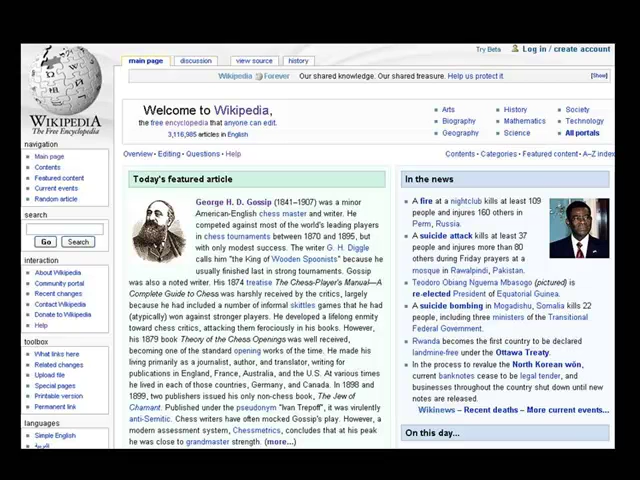 Try Beta
Log in / create account
main page
discussion
view source
history
Wikipedia Forever
Our shared knowledge. Our shared treasure. Help us protect it.
[Show]
WIKIPEDIA
The Free Encyclopedia
navigation
Main page
Contents
Featured content
Current events
Random article
search
Go
Search
interaction
About Wikipedia
Community portal
Recent changes
Contact Wikipedia
Donate to Wikipedia
Help
toolbox
What links here
Related changes
Upload file
Special pages
Printable version
Permanent link
languages
Simple English
العربية
Welcome to Wikipedia,
the free encyclopedia that anyone can edit.
3,116,985 articles in English
Arts
Biography
Geography
History
Mathematics
Science
Society
Technology
All portals
Overview · Editing · Questions · Help
Contents · Categories · Featured content · A–Z index
Today's featured article
George H. D. Gossip (1841–1907) was a minor
American-English chess master and writer. He
competed against most of the world's leading players
in chess tournaments between 1870 and 1895,
but with only modest success. The writer G. H. Diggle
calls him "the King of Wooden Spoonists" because he
usually finished last in strong tournaments. Gossip
was also a noted writer. His 1874 treatise The Chess-Player's Manual—A
Complete Guide to Chess was harshly received by the critics, largely
because he had included a number of informal skittles games that he had
(atypically) won against stronger players. He developed a lifelong enmity
toward chess critics, attacking them ferociously in his books. However,
his 1879 book Theory of the Chess Openings was well received,
becoming one of the standard opening works of the time. He made his
living primarily as a journalist, author, and translator, writing for
publications in England, France, Australia, and the U.S. At various times
he lived in each of those countries, Germany, and Canada. In 1898 and
1899, two publishers issued his only non-chess book, The Jew of
Chamant. Published under the pseudonym "Ivan Trepoff", it was virulently
anti-Semitic. Chess writers have often mocked Gossip's play. However, a
modern assessment system, Chessmetrics, concludes that at his peak
he was close to grandmaster strength. (more...)
In the news
A fire at a nightclub kills at least 109
people and injures 160 others in
Perm, Russia.
A suicide attack kills at least 37
people and injures more than 80
others during Friday prayers at a
mosque in Rawalpindi, Pakistan.
Teodoro Obiang Nguema Mbasogo (pictured) is
re-elected President of Equatorial Guinea.
A suicide bombing in Mogadishu, Somalia kills 22
people, including three ministers of the Transitional
Federal Government.
Rwanda becomes the first country to be declared
landmine-free under the Ottawa Treaty.
In the process to revalue the North Korean won,
current banknotes cease to be legal tender, and
businesses throughout the country shut down until new
notes are released.
Wikinews – Recent deaths – More current events...
On this day...